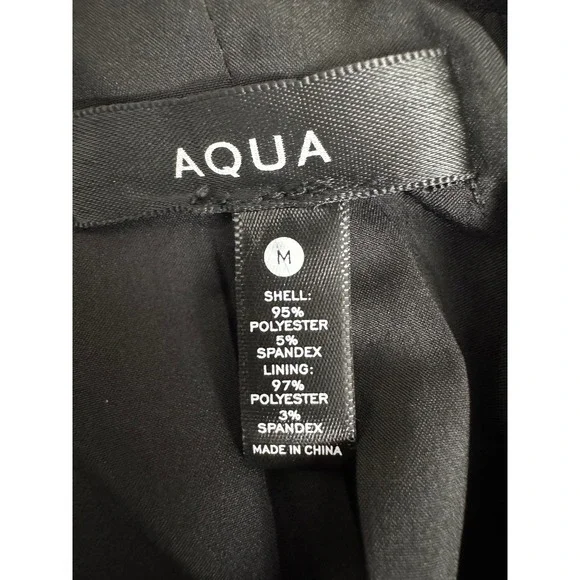 AQUA
M
SHELL:
95%
POLYESTER
5%
SPANDEX
LINING:
97%
POLYESTER
3%
SPANDEX
MADE IN CHINA